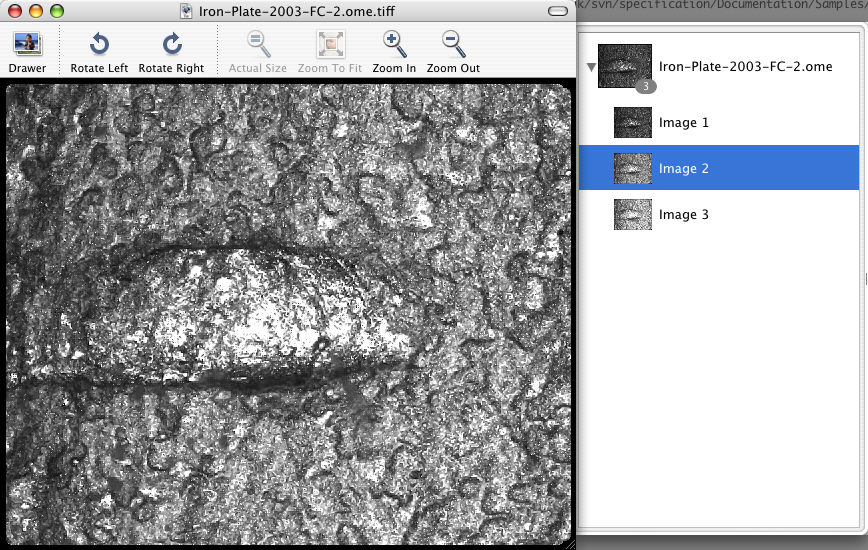 Iron-Plate-2003-FC-2.ome.tiff
Drawer
Rotate Left
Rotate Right
Actual Size
Zoom To Fit
Zoom In
Zoom Out
/svn/specification/Documentation/Samples/
Iron-Plate-2003-FC-2.ome
3
Image 1
Image 2
Image 3